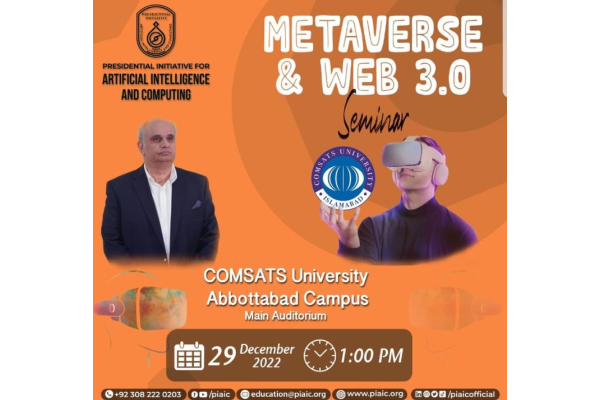 PRESIDENTIAL
INITIATIVE
PRESIDENTIAL INITIATIVE FOR
ARTIFICIAL INTELLIGENCE
AND COMPUTING
METAVERSE
& WEB 3.0
Seminar
COMSATS UNIVERSITY
ISLAMABAD
COMSATS University
Abbottabad Campus
Main Auditorium
29 December
2022
1:00 PM
+92 308 222 0203
/piaic
education@piaic.org
www.piaic.org
/piaicofficial